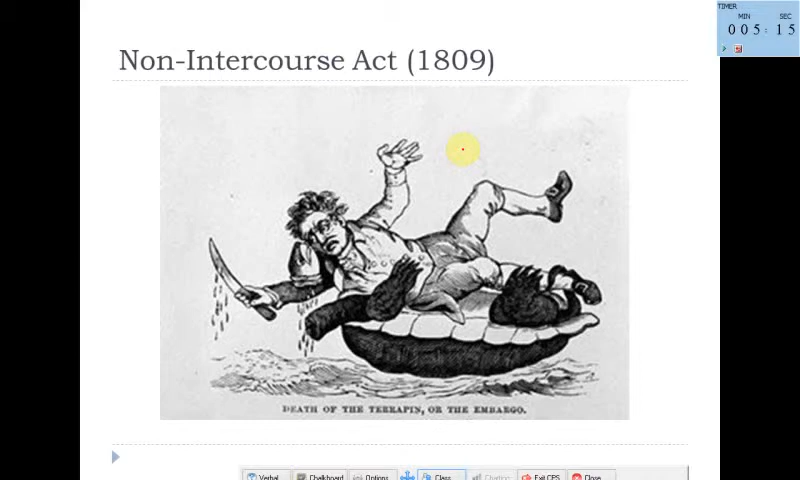 TIMER
MIN SEC
005:15
Non-Intercourse Act (1809)
DEATH OF THE TERRAPIN, OR THE EMBARGO.
Verbal Chalkboard Options Class Charting Exit CPS Close